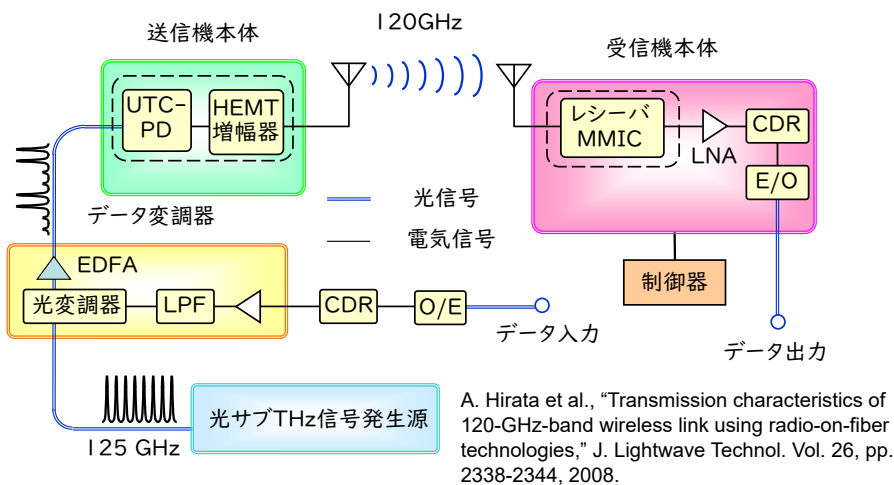 送信機本体
120GHz
受信機本体
UTC-
PD
HEMT
増幅器
レシーバ
MMIC
LNA
CDR
E/O
データ変調器
光信号
電気信号
EDFA
光変調器
LPF
CDR
O/E
データ入力
制御器
データ出力
125 GHz
光サブTHz信号発生源
A. Hirata et al., “Transmission characteristics of
120-GHz-band wireless link using radio-on-fiber
technologies,” J. Lightwave Technol. Vol. 26, pp.
2338-2344, 2008.